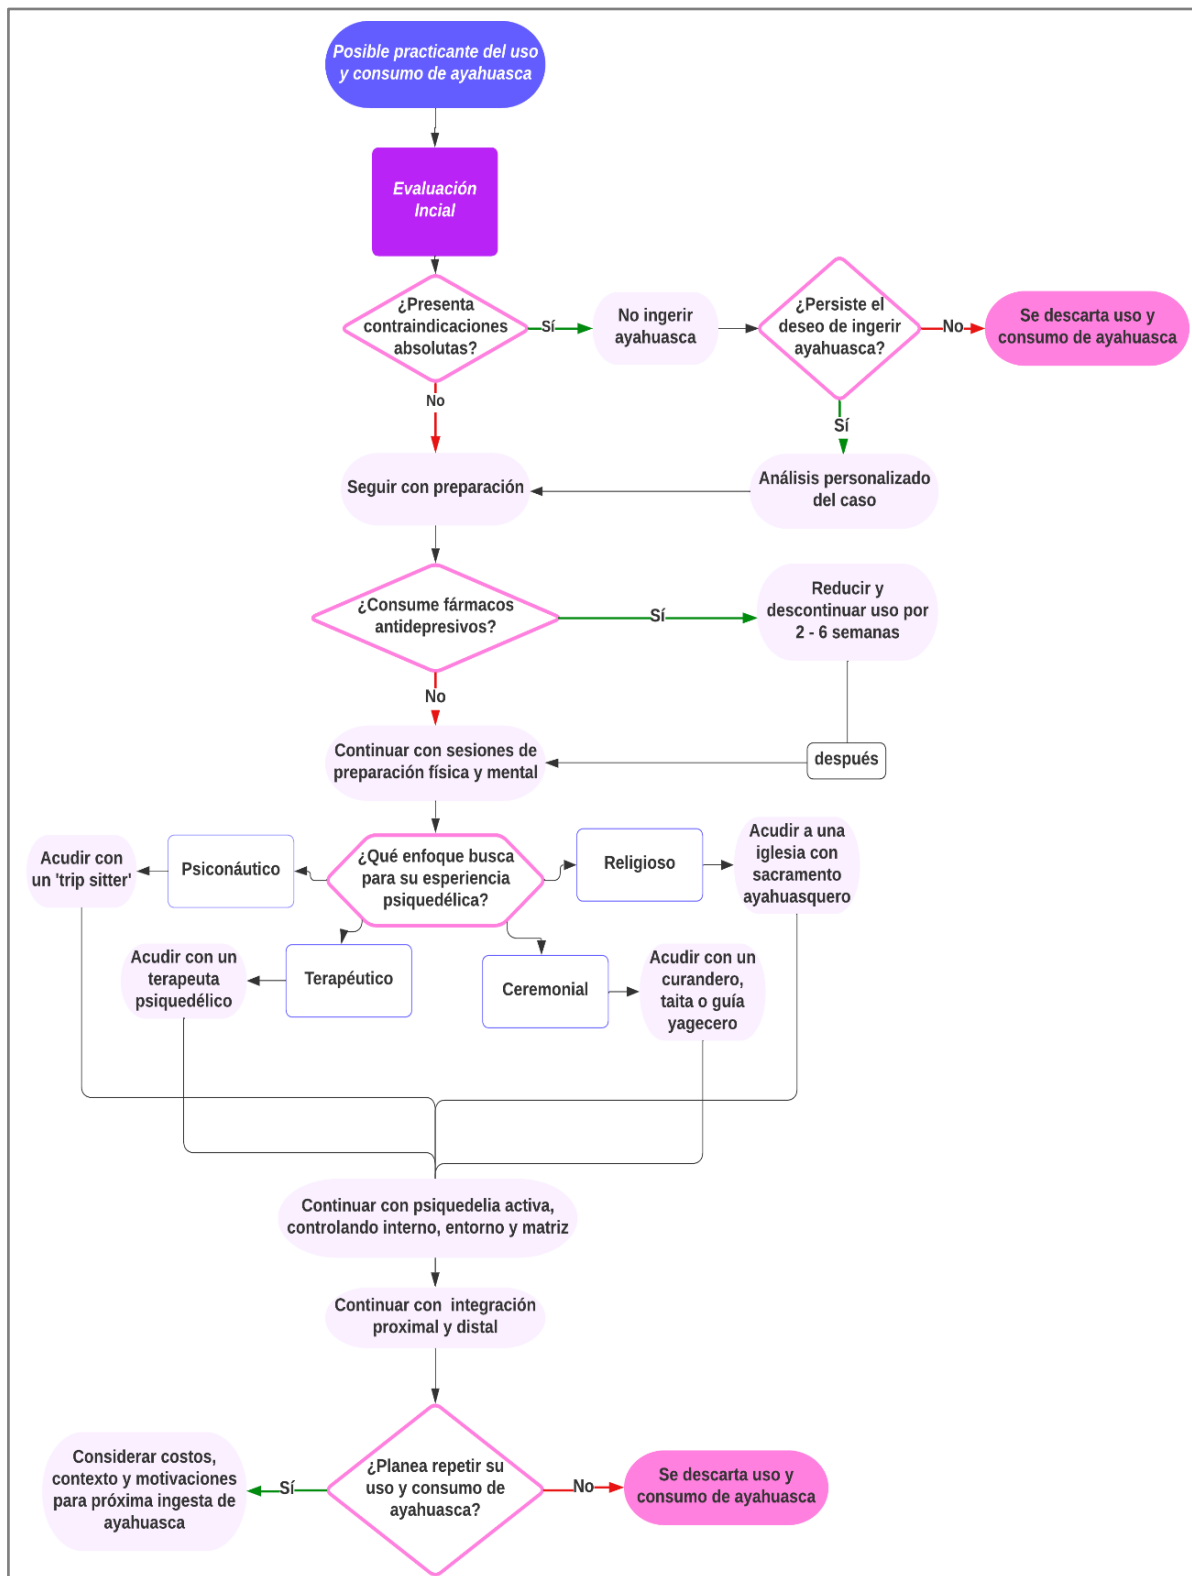 Posible practicante del uso
y consumo de ayahuasca
Evaluación
Incial
¿Presenta
contraindicaciones
absolutas?
Sí
No ingerir
ayahuasca
¿Persiste el
deseo de ingerir
ayahuasca?
No
Se descarta uso y
consumo de ayahuasca
No
Sí
Seguir con preparación
Análisis personalizado
del caso
¿Consume fármacos
antidepresivos?
Sí
Reducir y
descontinuar uso por
2 - 6 semanas
No
Continuar con sesiones de
preparación física y mental
después
¿Qué enfoque busca
para su experiencia
psiquedélica?
Psiconáutico
Acudir con
un 'trip sitter'
Religioso
Acudir a una
iglesia con
sacramento
ayahuasquero
Terapéutico
Acudir con un
terapeuta
psiquedélico
Ceremonial
Acudir con un
curandero,
taita o guía
yagecero
Continuar con psiquedelia activa,
controlando interno, entorno y matriz
Continuar con  integración
proximal y distal
¿Planea repetir su
uso y consumo de
ayahuasca?
Sí
Considerar costos,
contexto y motivaciones
para próxima ingesta de
ayahuasca
No
Se descarta uso y
consumo de ayahuasca